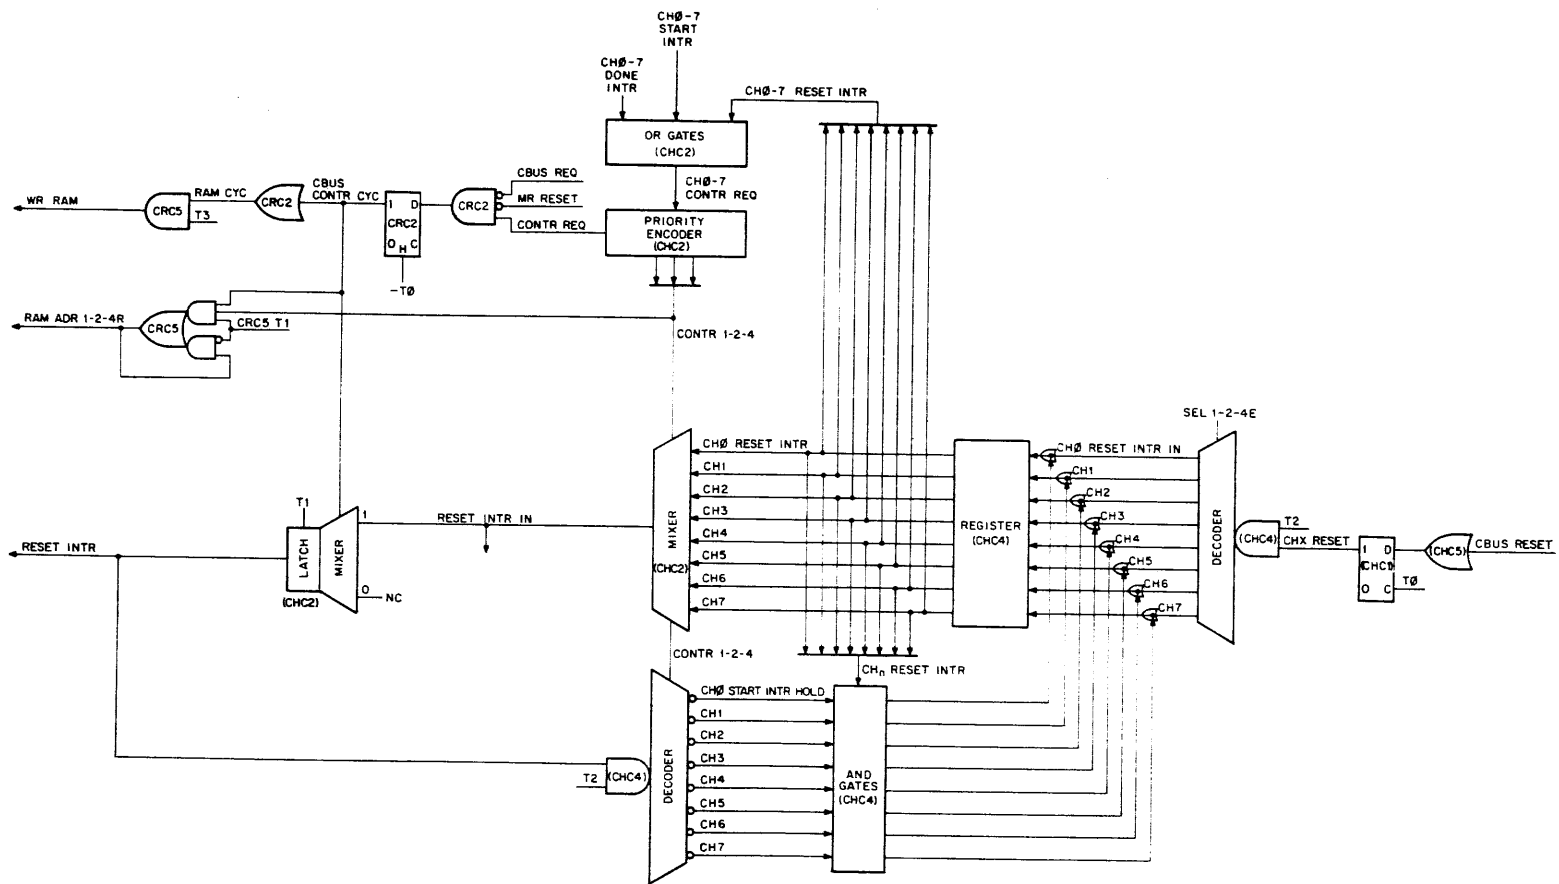 CHØ-7
START
INTR
CHØ-7
DONE
INTR
CHØ-7 RESET INTR
OR GATES
(CHC2)
CHØ-7
CONTR REQ
CBUS REQ
MR RESET
CONTR REQ
PRIORITY
ENCODER
(CHC2)
WR RAM
CRC5
T3
RAM CYC
CRC2
CBUS
CONTR CYC
I D
CRC2
O H C
-TØ
CRC2
RAM ADR 1-2-4R
CRC5
CRC5 T1
CONTR 1-2-4
SEL 1-2-4E
CHØ RESET INTR
CH1
CH2
CH3
CH4
CH5
CH6
CH7
MIXER
(CHC2)
REGISTER
(CHC4)
CHØ RESET INTR IN
CH1
CH2
CH3
CH4
CH5
CH6
CH7
DECODER
(CHC4)
T2
CHX RESET
I D
(CHC1)
O C
TØ
(CHC5)
CBUS RESET
T1
LATCH
MIXER
1
0
NC
(CHC2)
RESET INTR IN
RESET INTR
CONTR 1-2-4
CHn RESET INTR
T2
(CHC4)
DECODER
CHØ START INTR HOLD
CH1
CH2
CH3
CH4
CH5
CH6
CH7
AND
GATES
(CHC4)